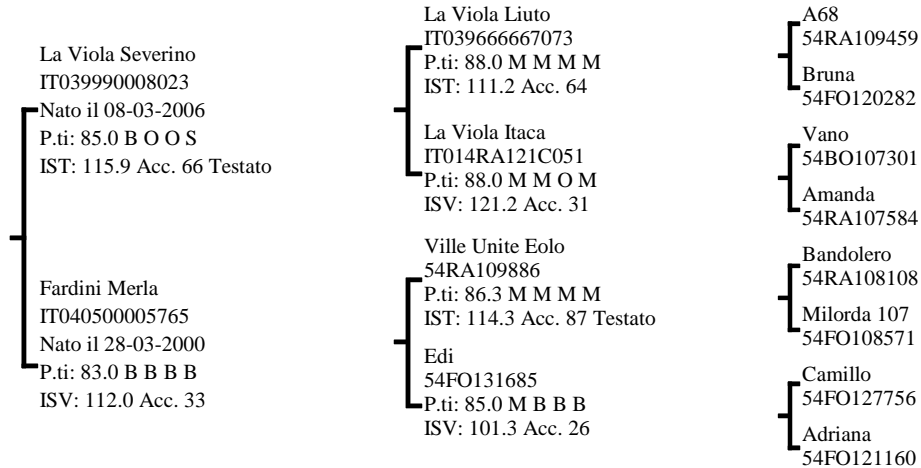 La Viola Severino
IT039990008023
Nato il 08-03-2006
P.ti: 85.0 B O O S
IST: 115.9 Acc. 66 Testato
Fardini Merla
IT040500005765
Nato il 28-03-2000
P.ti: 83.0 B B B B
ISV: 112.0 Acc. 33
La Viola Liuto
IT039666667073
P.ti: 88.0 M M M M
IST: 111.2 Acc. 64
La Viola Itaca
IT014RA121C051
P.ti: 88.0 M M O M
ISV: 121.2 Acc. 31
Ville Unite Eolo
54RA109886
P.ti: 86.3 M M M M
IST: 114.3 Acc. 87 Testato
Edi
54FO131685
P.ti: 85.0 M B B B
ISV: 101.3 Acc. 26
A68
54RA109459
Bruna
54FO120282
Vano
54BO107301
Amanda
54RA107584
Bandolero
54RA108108
Milorda 107
54FO108571
Camillo
54FO127756
Adriana
54FO121160